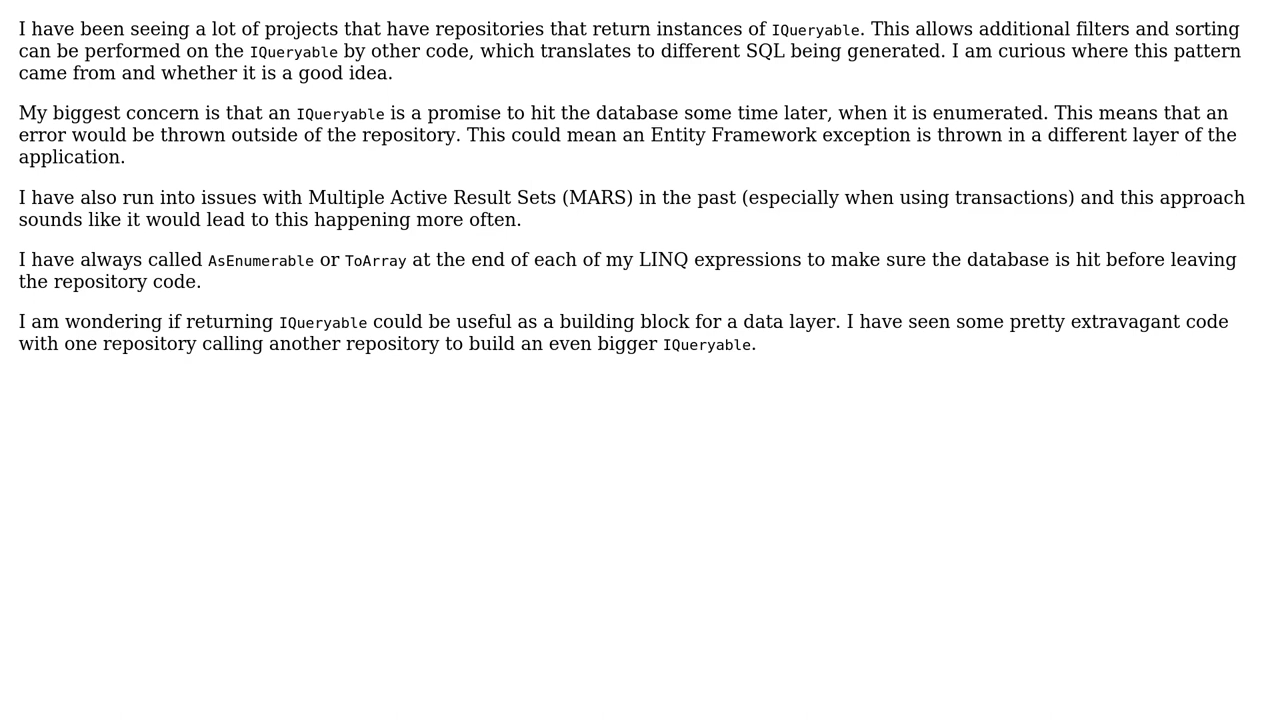 I have been seeing a lot of projects that have repositories that return instances of IQueryable. This allows additional filters and sorting
can be performed on the IQueryable by other code, which translates to different SQL being generated. I am curious where this pattern
came from and whether it is a good idea.
My biggest concern is that an IQueryable is a promise to hit the database some time later, when it is enumerated. This means that an
error would be thrown outside of the repository. This could mean an Entity Framework exception is thrown in a different layer of the
application.
I have also run into issues with Multiple Active Result Sets (MARS) in the past (especially when using transactions) and this approach
sounds like it would lead to this happening more often.
I have always called AsEnumerable or ToArray at the end of each of my LINQ expressions to make sure the database is hit before leaving
the repository code.
I am wondering if returning IQueryable could be useful as a building block for a data layer. I have seen some pretty extravagant code
with one repository calling another repository to build an even bigger IQueryable.